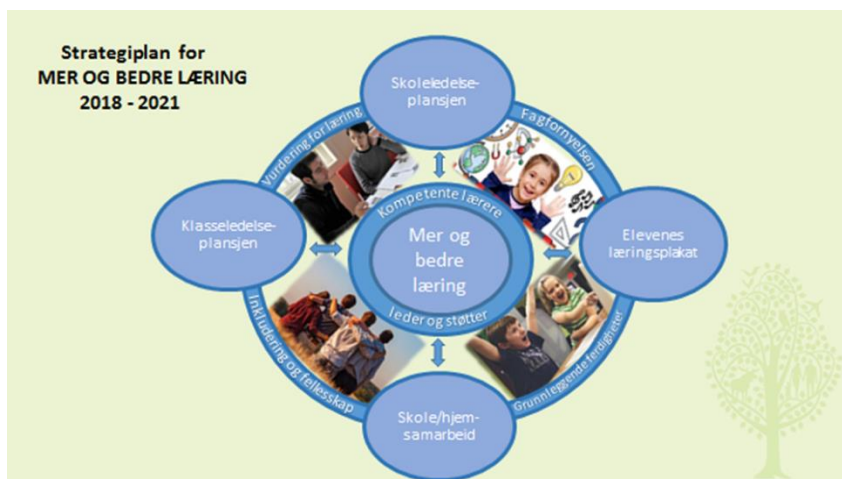 Strategiplan for
MER OG BEDRE LÆRING
2018 - 2021
Skoleledelse-
plansjen
Vurdering for læring
Fagfornyelsen
Klasseledelse-
plansjen
Kompetente lærere
Mer og
bedre
læring
leder og støtter
Elevenes
læringsplakat
Inkludering og fellesskap
Grunnleggende ferdigheter
Skole/hjem-
samarbeid